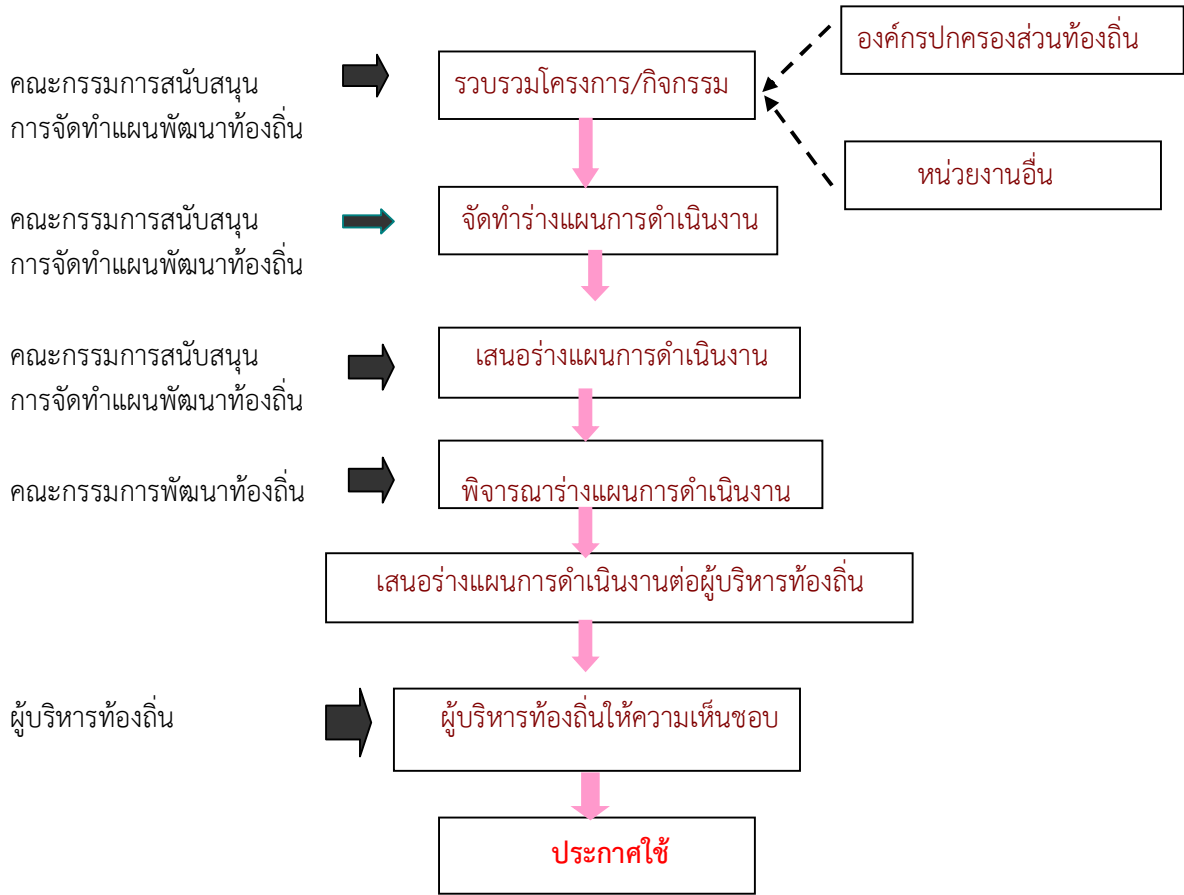 องค์กรปกครองส่วนท้องถิ่น
คณะกรรมการสนับสนุน
การจัดทำแผนพัฒนาท้องถิ่น
รวบรวมโครงการ/กิจกรรม
หน่วยงานอื่น
คณะกรรมการสนับสนุน
การจัดทำแผนพัฒนาท้องถิ่น
จัดทำร่างแผนการดำเนินงาน
คณะกรรมการสนับสนุน
การจัดทำแผนพัฒนาท้องถิ่น
เสนอร่างแผนการดำเนินงาน
คณะกรรมการพัฒนาท้องถิ่น
พิจารณาร่างแผนการดำเนินงาน
เสนอร่างแผนการดำเนินงานต่อผู้บริหารท้องถิ่น
ผู้บริหารท้องถิ่น
ผู้บริหารท้องถิ่นให้ความเห็นชอบ
ประกาศใช้